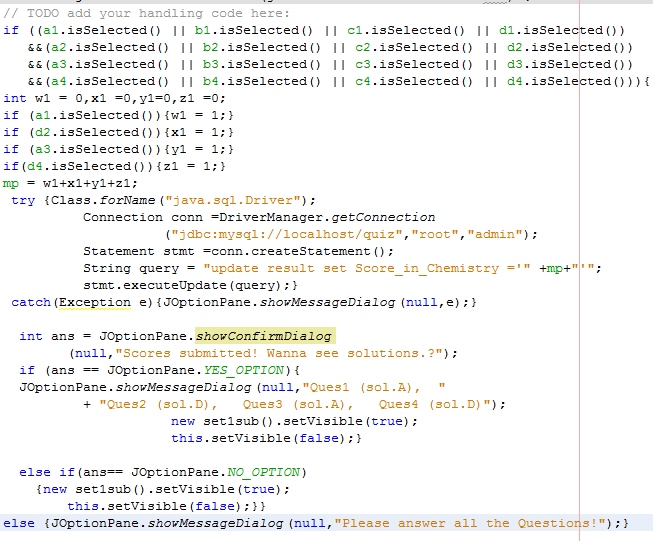 // TODO add your handling code here:
if ((a1.isSelected() || b1.isSelected() || c1.isSelected() || d1.isSelected())
&&(a2.isSelected() || b2.isSelected() || c2.isSelected() || d2.isSelected())
&&(a3.isSelected() || b3.isSelected() || c3.isSelected() || d3.isSelected())
&&(a4.isSelected() || b4.isSelected() || c4.isSelected() || d4.isSelected())){
int w1 = 0,x1 =0,y1=0,z1 =0;
if (a1.isSelected()){w1 = 1;}
if (d2.isSelected()){x1 = 1;}
if (a3.isSelected()){y1 = 1;}
if(d4.isSelected()){z1 = 1;}
mp = w1+x1+y1+z1;
try {Class.forName("java.sql.Driver");
Connection conn =DriverManager.getConnection
("jdbc:mysql://localhost/quiz","root","admin");
Statement stmt =conn.createStatement();
String query = "update result set Score_in_Chemistry ='" +mp+"'";
stmt.executeUpdate(query);}
catch(Exception e){JOptionPane.showMessageDialog(null,e);}
int ans = JOptionPane.showConfirmDialog
(null,"Scores submitted! Wanna see solutions.?");
if (ans == JOptionPane.YES_OPTION){
JOptionPane.showMessageDialog(null,"Ques1 (sol.A),  "
+ "Ques2 (sol.D),   Ques3 (sol.A),   Ques4 (sol.D)");
new set1sub().setVisible(true);
this.setVisible(false);}
else if(ans== JOptionPane.NO_OPTION)
{new set1sub().setVisible(true);
this.setVisible(false);}}
else {JOptionPane.showMessageDialog(null,"Please answer all the Questions!");}